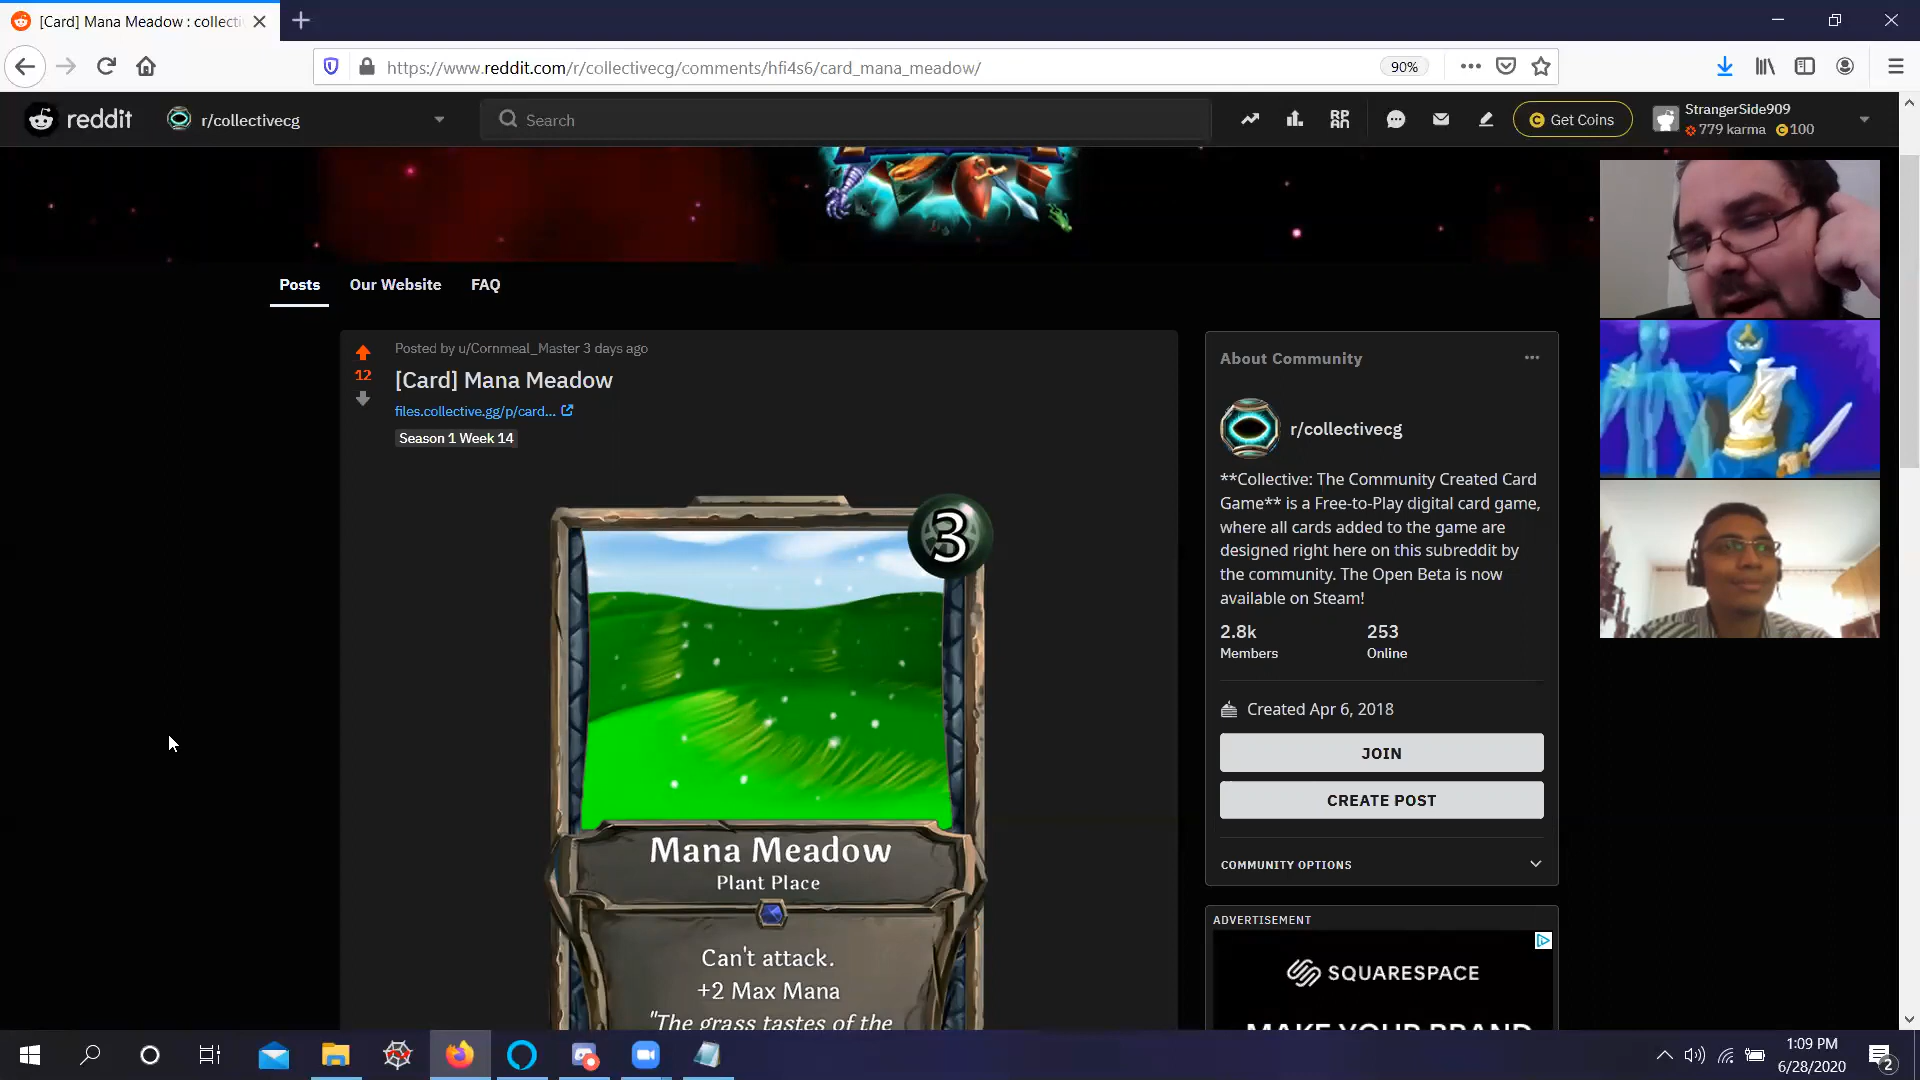 [Card] Mana Meadow : collecti
https://www.reddit.com/r/collectivecg/comments/hfi4s6/card_mana_meadow/
90%
reddit
r/collectivecg
Search
Get Coins
StrangerSide909
779 karma 100
Posts
Our Website
FAQ
Posted by u/Cornmeal_Master 3 days ago
12
[Card] Mana Meadow
files.collective.gg/p/card...
Season 1 Week 14
3
Mana Meadow
Plant Place
Can't attack.
+2 Max Mana
"The grass tastes of the
About Community
r/collectivecg
**Collective: The Community Created Card
Game** is a Free-to-Play digital card game,
where all cards added to the game are
designed right here on this subreddit by
the community. The Open Beta is now
available on Steam!
2.8k
Members
253
Online
Created Apr 6, 2018
JOIN
CREATE POST
COMMUNITY OPTIONS
ADVERTISEMENT
SQUARESPACE
MAKE YOUR BRAND
1:09 PM
6/28/2020
2